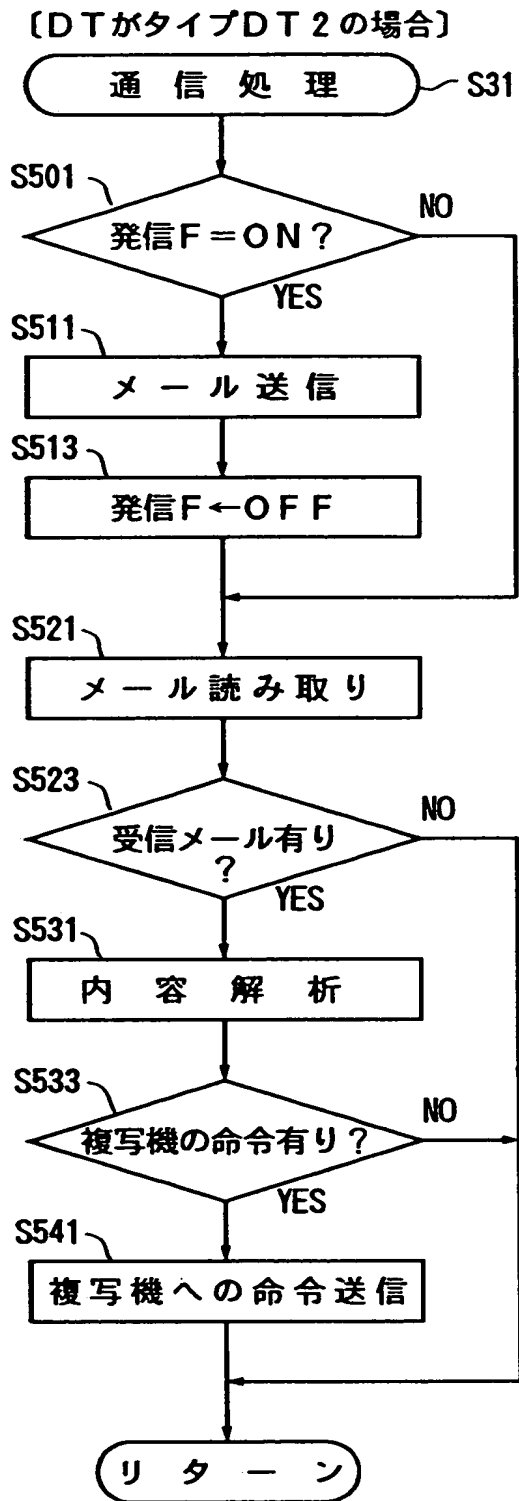 〔DTがタイプDT2の場合〕
通信処理
S31
S501
発信F=ON?
NO
YES
S511
メール送信
S513
発信F←OFF
S521
メール読み取り
S523
受信メール有り
?
NO
YES
S531
内容解析
S533
複写機の命令有り?
NO
YES
S541
複写機への命令送信
リターン